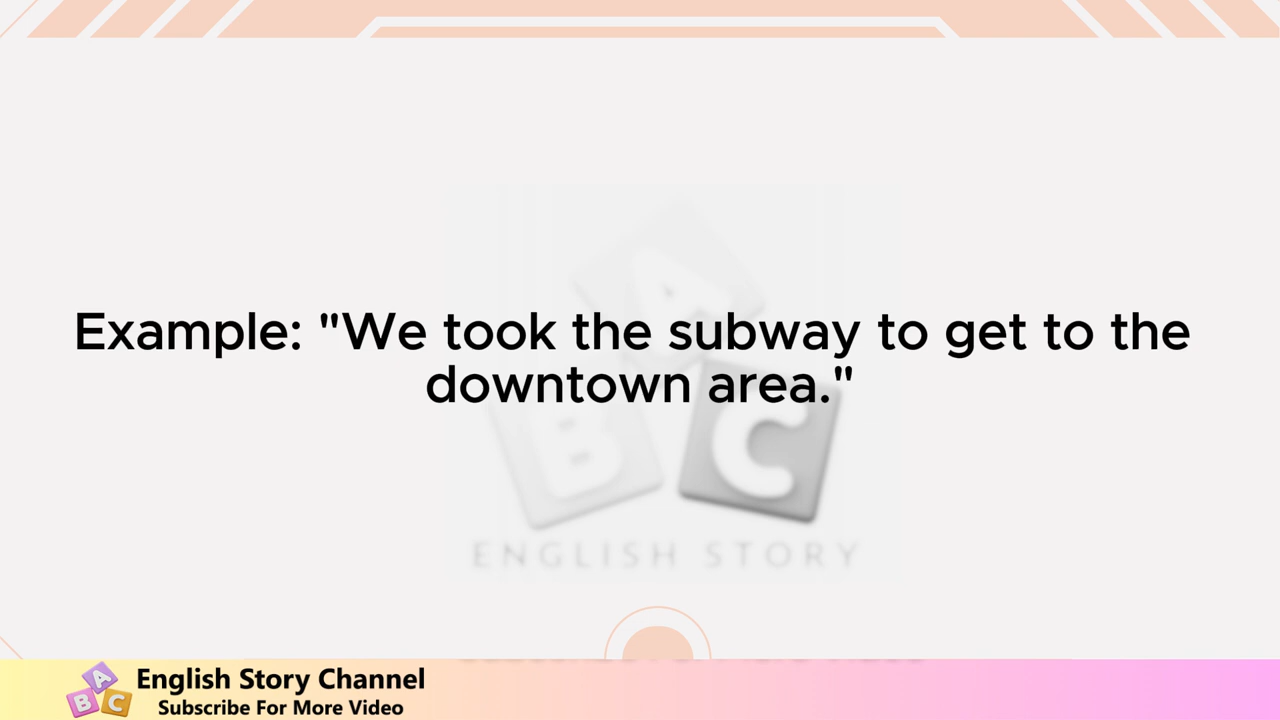 Example: "We took the subway to get to the
downtown area."
A
B
C
ENGLISH STORY
A
B
C
English Story Channel
Subscribe For More Video